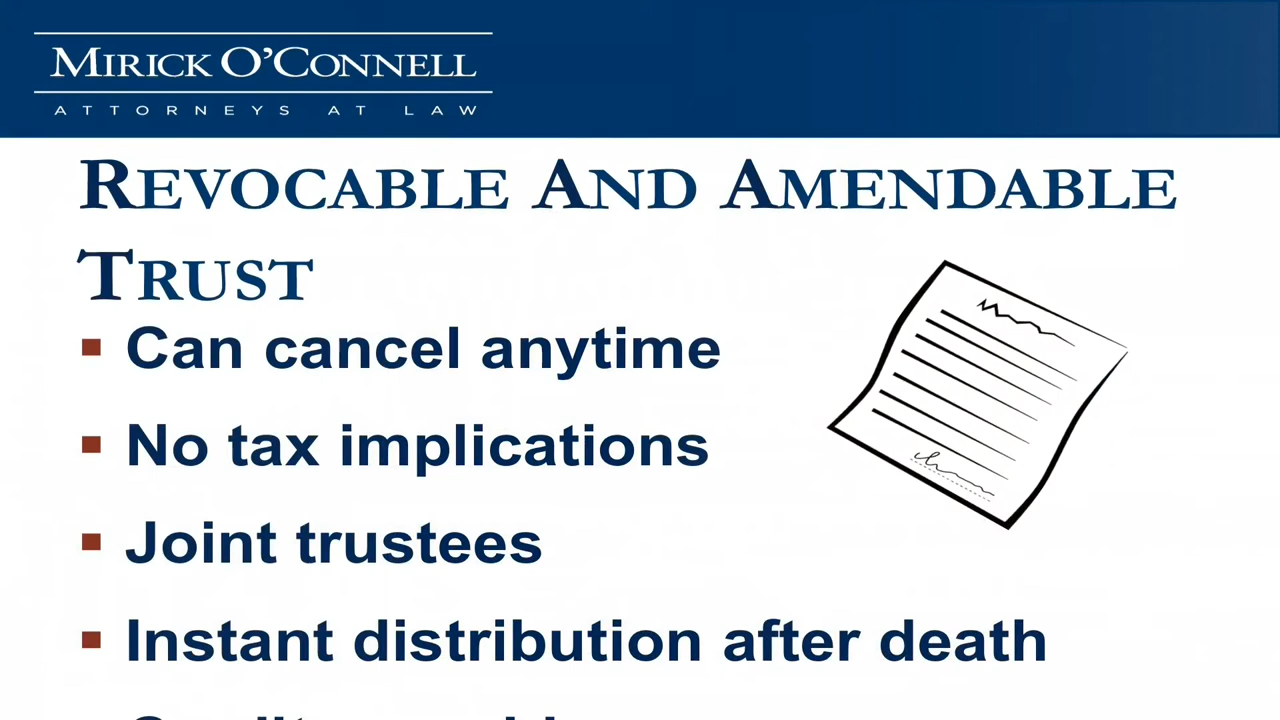 MIRICK O'CONNELL
ATTORNEYS AT LAW
REVOCABLE AND AMENDABLE
TRUST
Can cancel anytime
No tax implications
Joint trustees
Instant distribution after death